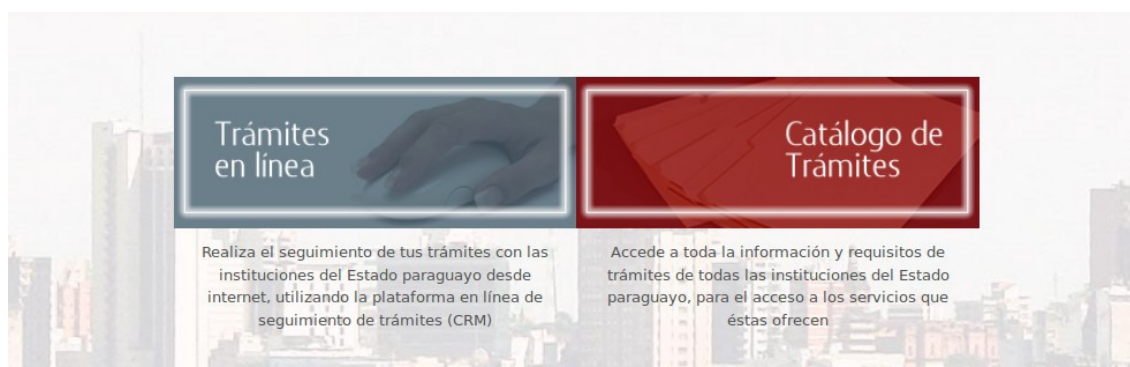 Trámites
en línea
Catálogo de
Trámites
Realiza el seguimiento de tus trámites con las
instituciones del Estado paraguayo desde
internet, utilizando la plataforma en línea de
seguimiento de trámites (CRM)
Accede a toda la información y requisitos de
trámites de todas las instituciones del Estado
paraguayo, para el acceso a los servicios que
éstas ofrecen